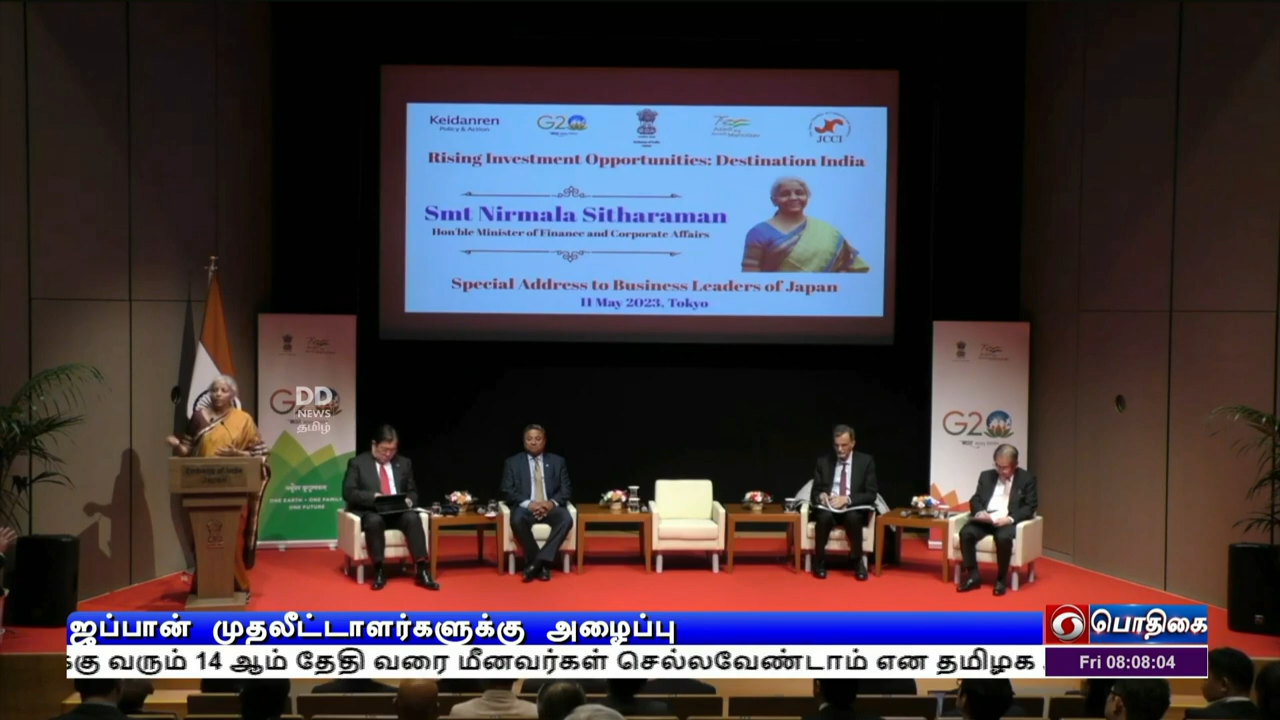 Keidanren
Policy & Action
G20
JCCI
Rising Investment Opportunities: Destination India
Smt Nirmala Sitharaman
Hon'ble Minister of Finance and Corporate Affairs
Special Address to Business Leaders of Japan
11 May 2023, Tokyo
DD
NEWS
தமிழ்
ONE EARTH • ONE FAMILY
ONE FUTURE
G20
ஜப்பான் முதலீட்டாளர்களுக்கு அழைப்பு
பொதிகை
வரும் 14 ஆம் தேதி வரை மீனவர்கள் செல்லவேண்டாம் என தமிழக
Fri 08:08:04